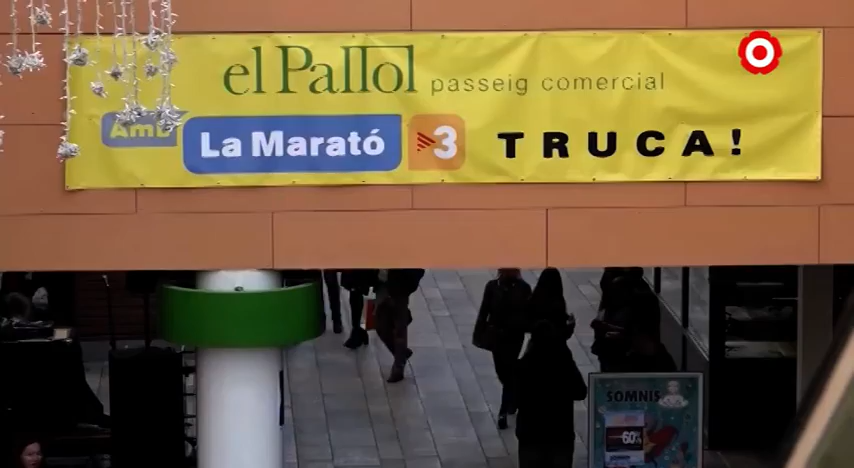 el Pallol passeig comercial
Amb La Marató 3 TRUCA!
SOMNIS
60%